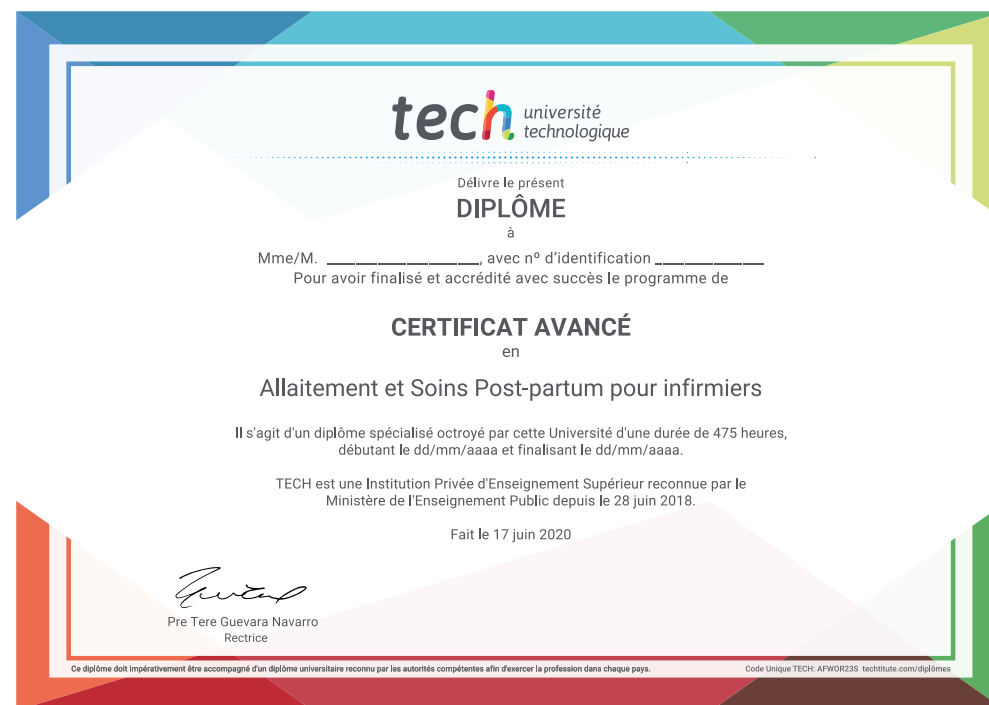 tech université
technologique
Délivre le présent
DIPLÔME
à
Mme/M. ________________, avec nº d'identification ____________
Pour avoir finalisé et accrédité avec succès le programme de
CERTIFICAT AVANCÉ
en
Allaitement et Soins Post-partum pour infirmiers
Il s'agit d'un diplôme spécialisé octroyé par cette Université d'une durée de 475 heures,
débutant le dd/mm/aaaa et finalisant le dd/mm/aaaa.
TECH est une Institution Privée d'Enseignement Supérieur reconnue par le
Ministère de l'Enseignement Public depuis le 28 juin 2018.
Fait le 17 juin 2020
Pre Tere Guevara Navarro
Rectrice
Ce diplôme doit impérativement être accompagné d'un diplôme universitaire reconnu par les autorités compétentes afin d'exercer la profession dans chaque pays.
Code Unique TECH: AFWOR23S techtitute.com/diplômes